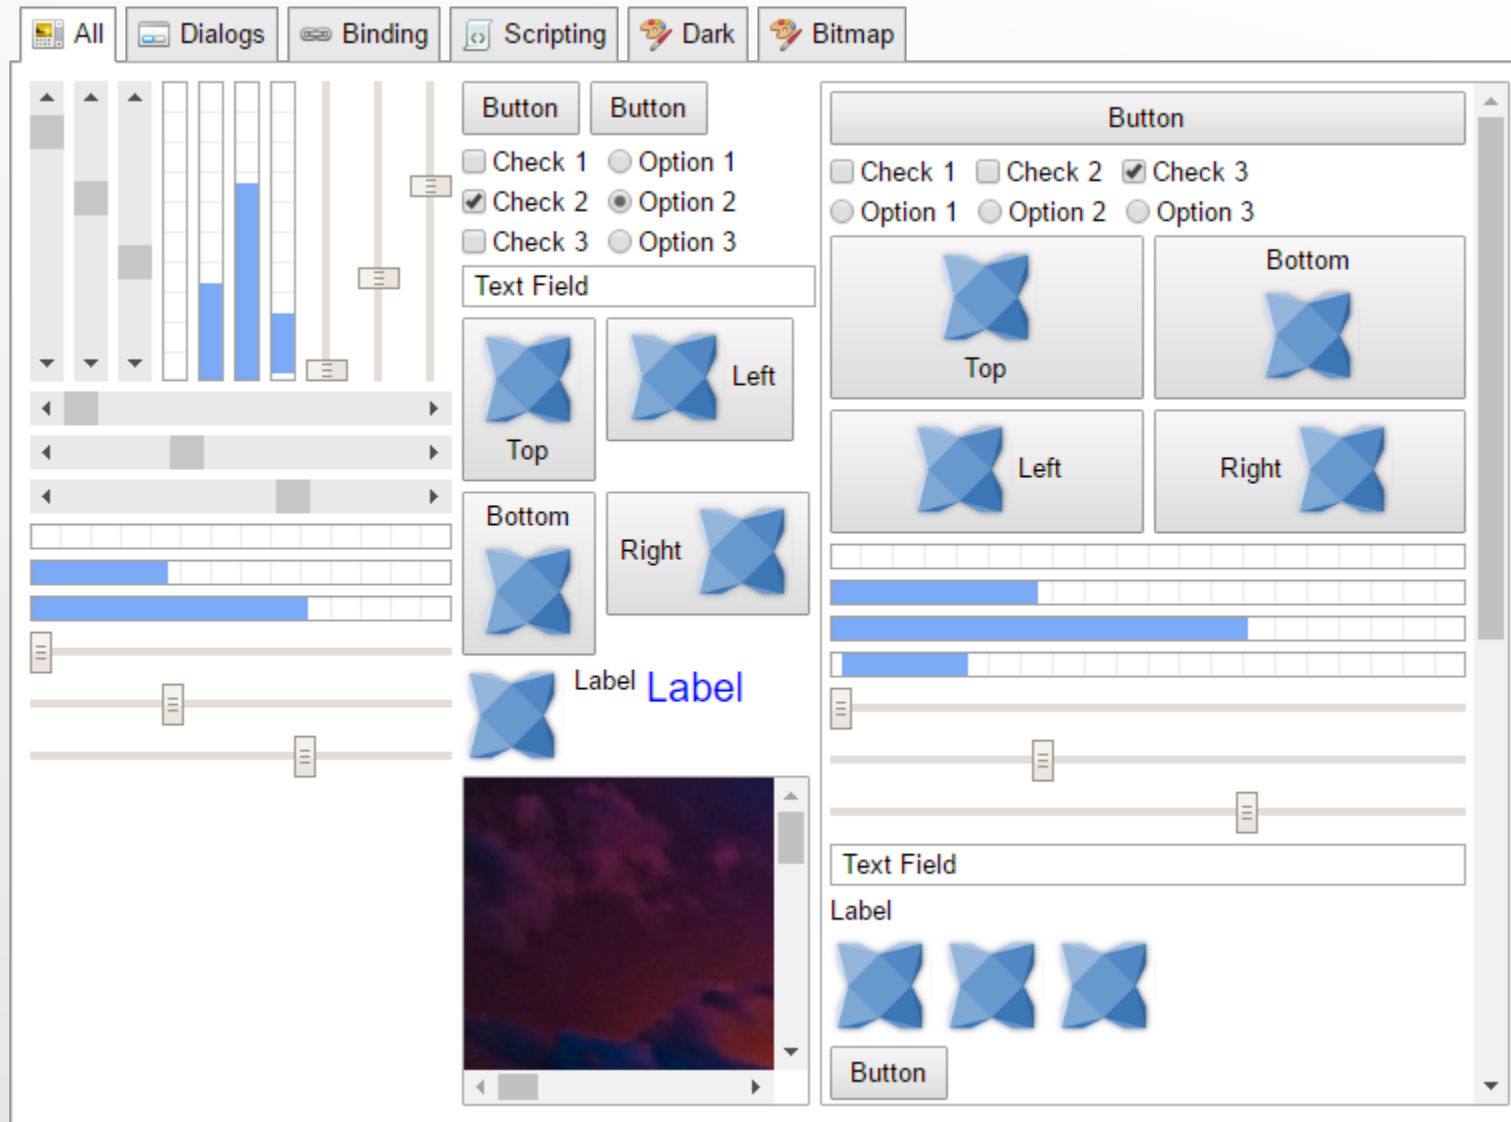 All Dialogs Binding Scripting Dark Bitmap
Button Button
Check 1 Option 1
Check 2 Option 2
Check 3 Option 3
Text Field
Top
Left
Bottom
Right
Label Label
Button
Check 1 Check 2 Check 3
Option 1 Option 2 Option 3
Top
Bottom
Left
Right
Text Field
Label
Button